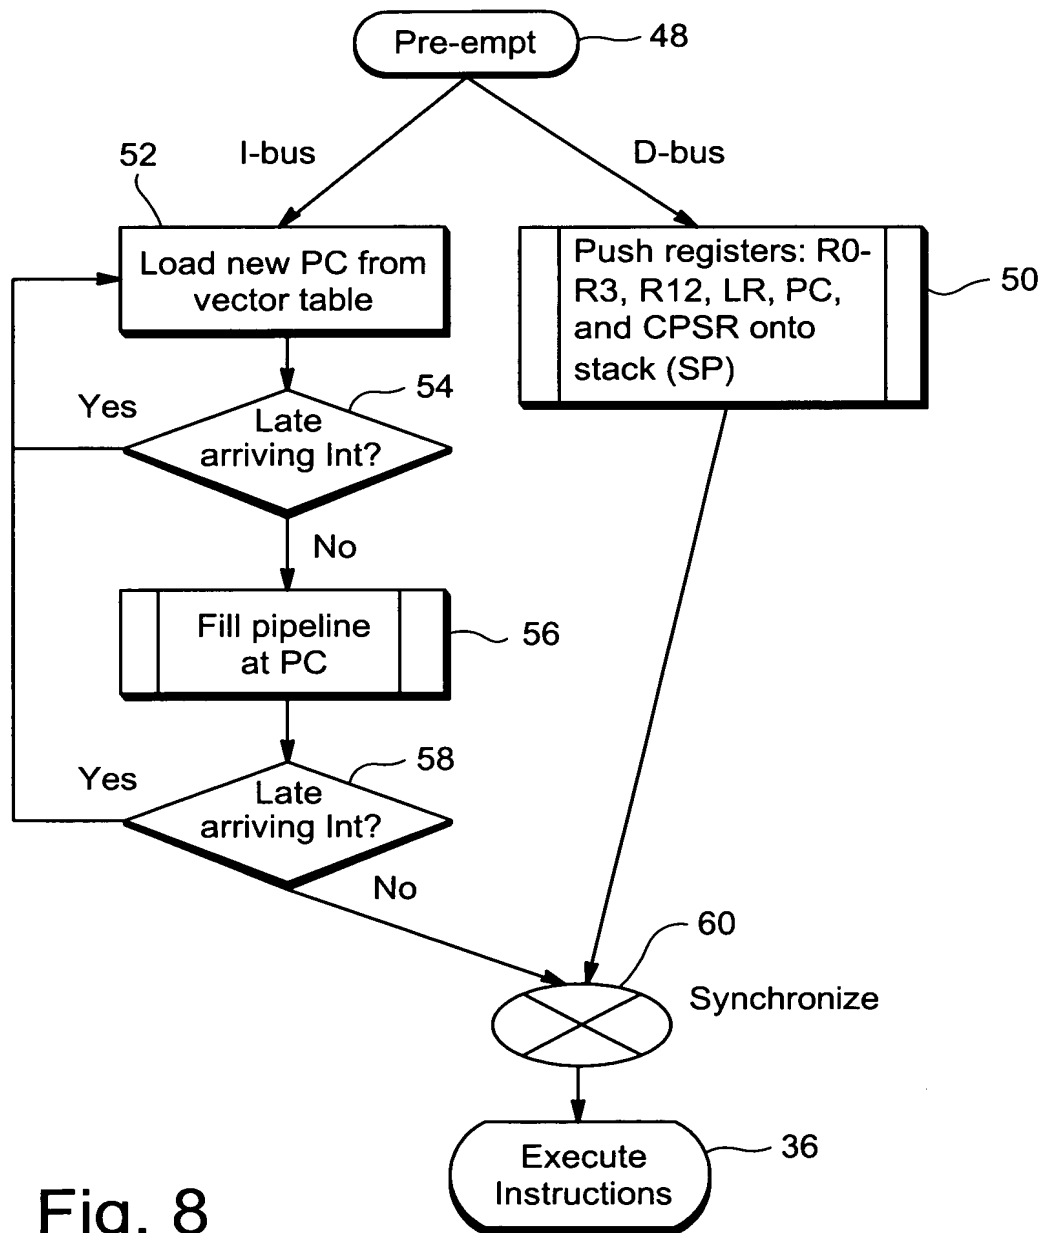 Pre-empt
48
I-bus
D-bus
52
Load new PC from
vector table
Push registers: R0-
R3, R12, LR, PC,
and CPSR onto
stack (SP)
50
54
Yes
Late
arriving Int?
No
Fill pipeline
at PC
56
58
Yes
Late
arriving Int?
No
60
Synchronize
Execute
Instructions
36
Fig. 8